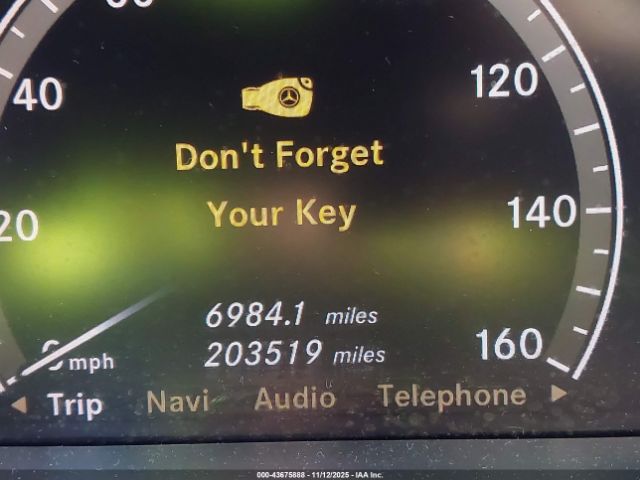 40
120
Don't Forget
Your Key
20
140
6984.1 miles
203519 miles
160
0 mph
Trip Navi Audio Telephone
000-43675888 - 11/12/2025 - IAA Inc.